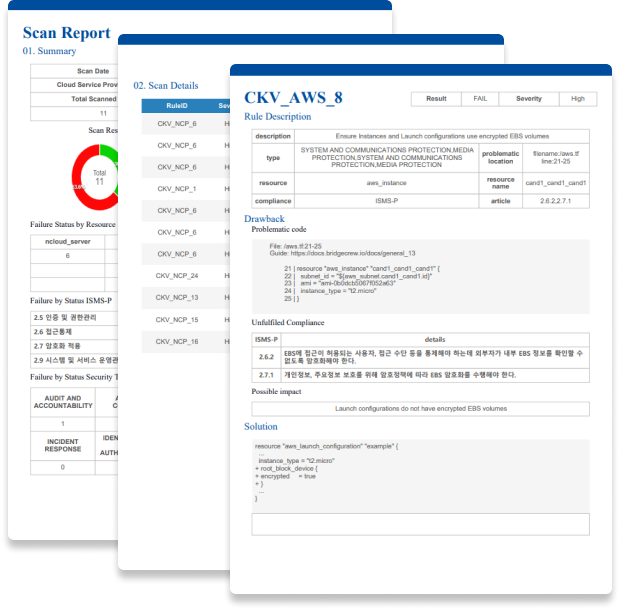 Scan Report
01. Summary
Scan Date
Cloud Service Prov
Total Scanned
11
Scan Res
Total
11
Failure Status by Resource
ncloud_server
6
Failure by Status ISMS-P
2.5 인증 및 권한관리
2.6 접근통제
2.7 암호화 적용
2.9 시스템 및 서비스 운영관
Failure by Status Security T
AUDIT AND
ACCOUNTABILITY
1
INCIDENT
RESPONSE
IDEN
AUTH
0
02. Scan Details
RuleID Sev
CKV_NCP_6 H
CKV_NCP_6 H
CKV_NCP_6 H
CKV_NCP_1 H
CKV_NCP_6 H
CKV_NCP_6 H
CKV_NCP_6 H
CKV_NCP_24 H
CKV_NCP_13 H
CKV_NCP_15 H
CKV_NCP_16 H
CKV_AWS_8
Result FAIL Severity High
Rule Description
description Ensure Instances and Launch configurations use encrypted EBS volumes
type SYSTEM AND COMMUNICATIONS PROTECTION,MEDIA PROTECTION,SYSTEM AND COMMUNICATIONS PROTECTION,MEDIA PROTECTION problematic location filename:/aws.tf line:21-25
resource aws_instance resource name cand1_cand1_cand1
compliance ISMS-P article 2.6.2,2.7.1
Drawback
Problematic code
File: /aws.tf:21-25
Guide: https://docs.bridgecrew.io/docs/general_13
21 | resource "aws_instance" "cand1_cand1_cand1" {
22 | subnet_id = "${aws_subnet.cand1_cand1.id}"
23 | ami = "ami-0b0dcb5067f052a63"
24 | instance_type = "t2.micro"
25 | }
Unfulfiled Compliance
ISMS-P details
2.6.2 EBS에 접근이 허용되는 사용자, 접근 수단 등을 통제해야 하는데 외부자가 내부 EBS 정보를 확인할 수
없도록 암호화해야 한다.
2.7.1 개인정보, 주요정보 보호를 위해 암호정책에 따라 EBS 암호화를 수행해야 한다.
Possible impact
Launch configurations do not have encrypted EBS volumes
Solution
resource "aws_launch_configuration" "example" {
...
instance_type = "t2.micro"
+ root_block_device {
+ encrypted = true
+ }
...
}